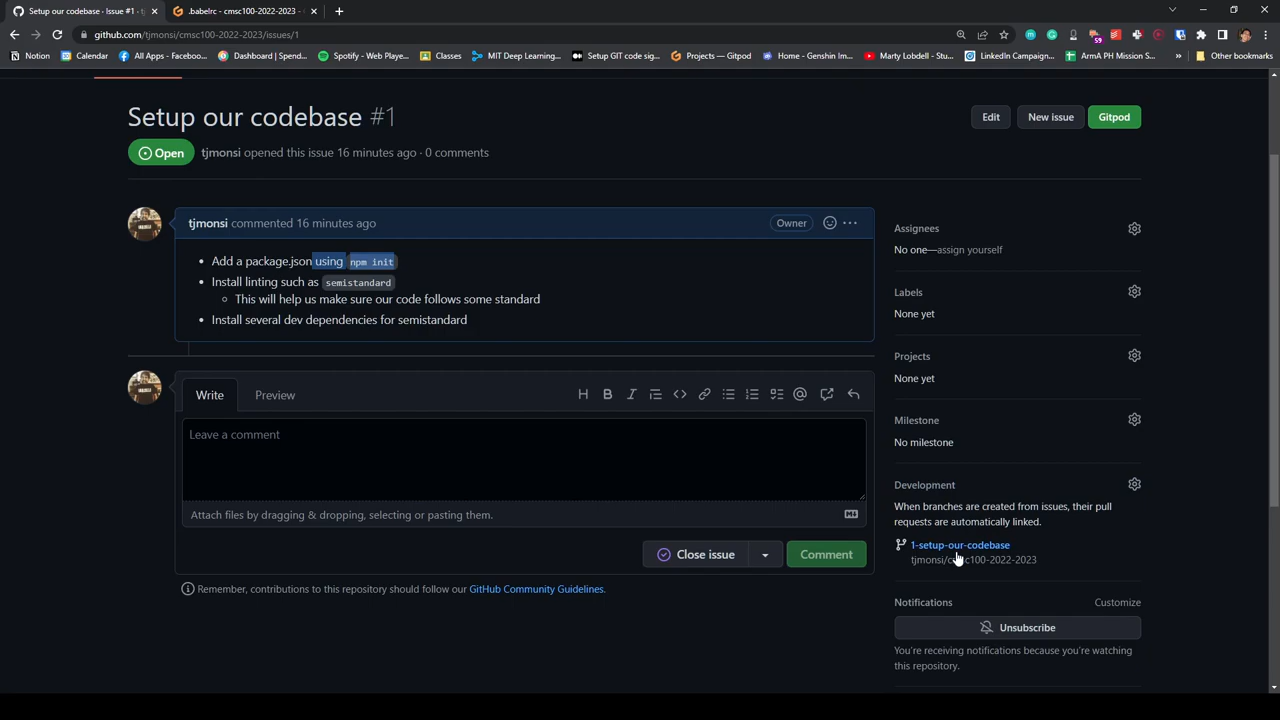 Setup our codebase · Issue #1 · tj
.babelrc - cmsc100-2022-2023 -
github.com/tjmonsi/cmsc100-2022-2023/issues/1
59
Notion
Calendar
All Apps - Faceboo...
Dashboard | Spend...
Spotify - Web Playe...
Classes
MIT Deep Learning...
Setup GIT code sig...
Projects — Gitpod
Home - Genshin Im...
Marty Lobdell - Stu...
LinkedIn Campaign...
ArmA PH Mission S...
»
Other bookmarks
Setup our codebase #1
Edit
New issue
Gitpod
Open
tjmonsi opened this issue 16 minutes ago · 0 comments
tjmonsi commented 16 minutes ago
Owner
Add a package.json using npm init
Install linting such as semistandard
This will help us make sure our code follows some standard
Install several dev dependencies for semistandard
Write
Preview
Leave a comment
Attach files by dragging & dropping, selecting or pasting them.
Close issue
Comment
Remember, contributions to this repository should follow our GitHub Community Guidelines.
Assignees
No one—assign yourself
Labels
None yet
Projects
None yet
Milestone
No milestone
Development
When branches are created from issues, their pull
requests are automatically linked.
1-setup-our-codebase
tjmonsi/cmsc100-2022-2023
Notifications
Customize
Unsubscribe
You're receiving notifications because you're watching
this repository.